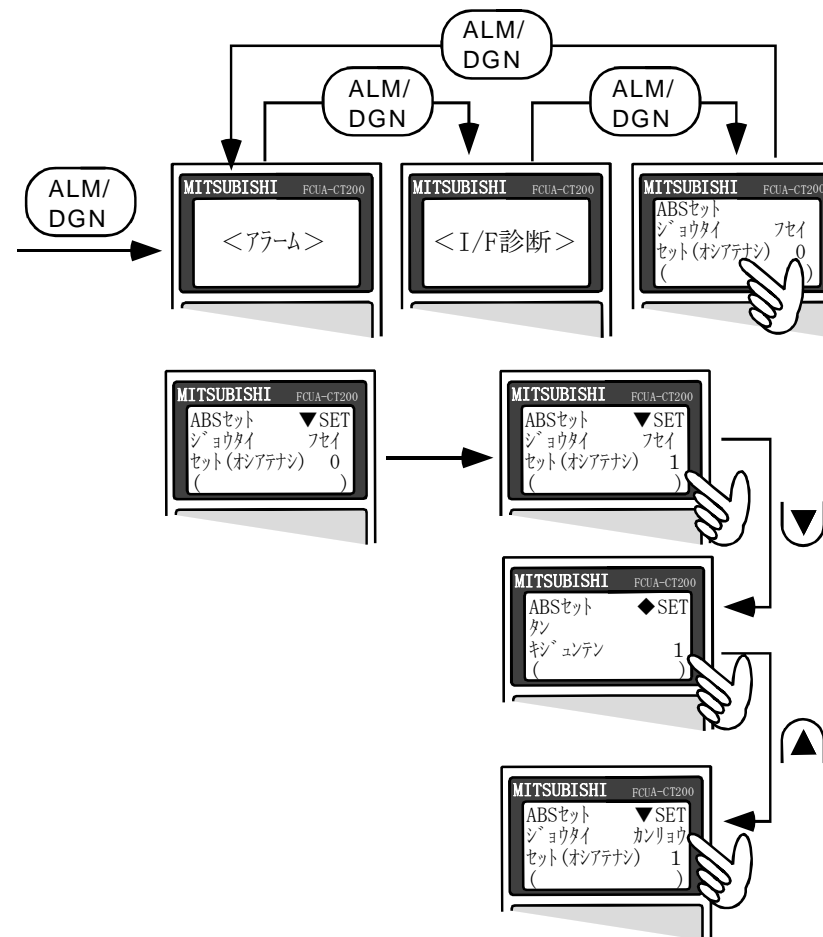 ALM/
DGN
ALM/
DGN
ALM/
DGN
ALM/
DGN
MITSUBISHI FCUA-CT200
<アラーム>
MITSUBISHI FCUA-CT200
<I/F診断>
MITSUBISHI FCUA-CT200
ABSセット
ジョウタイ フセイ
セット(オシアテナシ) 0
( )
MITSUBISHI FCUA-CT200
ABSセット ▼SET
ジョウタイ フセイ
セット(オシアテナシ) 0
( )
MITSUBISHI FCUA-CT200
ABSセット ▼SET
ジョウタイ フセイ
セット(オシアテナシ) 1
( )
▼
MITSUBISHI FCUA-CT200
ABSセット ◆SET
タン
キジュンテン 1
( )
▲
MITSUBISHI FCUA-CT200
ABSセット ▼SET
ジョウタイ カンリョウ
セット(オシアテナシ) 1
( )